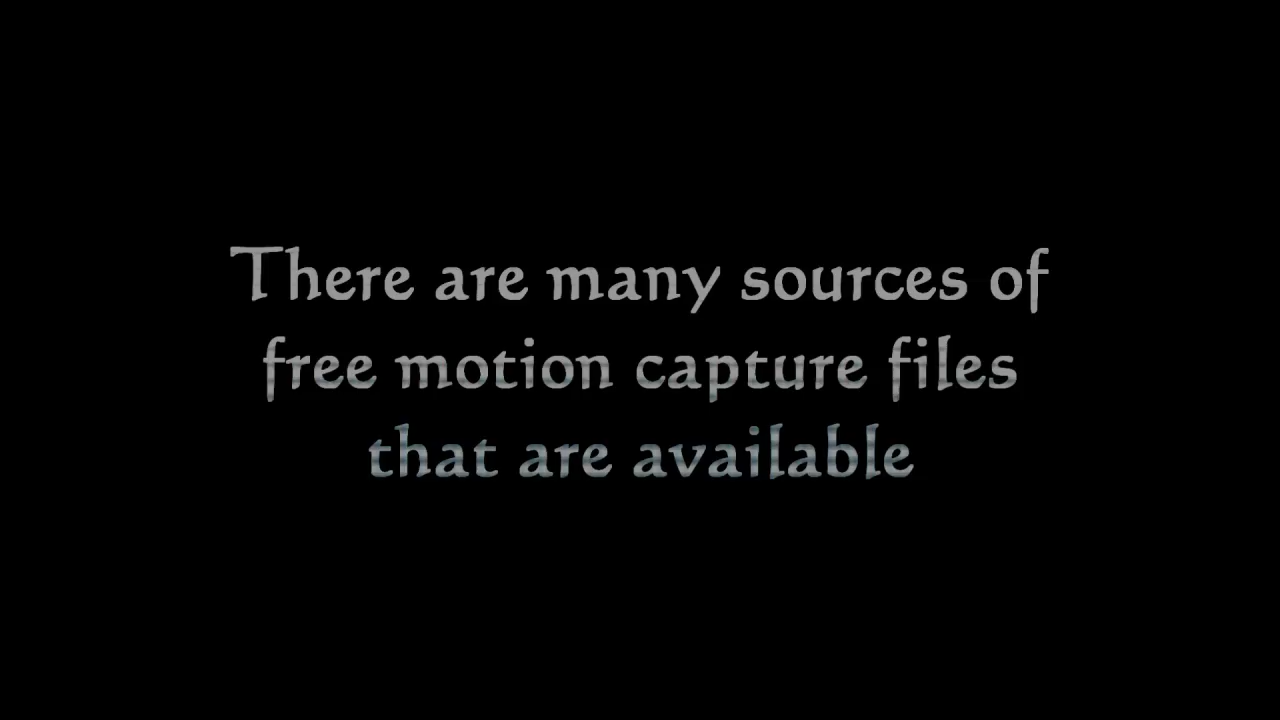 There are many sources of
free motion capture files
that are available